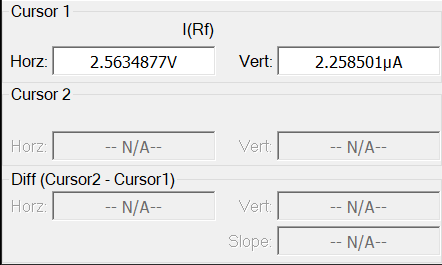 Cursor 1
I(Rf)
Horz: 2.5634877V Vert: 2.258501µA
Cursor 2
Horz: -- N/A-- Vert: -- N/A--
Diff (Cursor2 - Cursor1)
Horz: -- N/A-- Vert: -- N/A--
Slope: -- N/A--